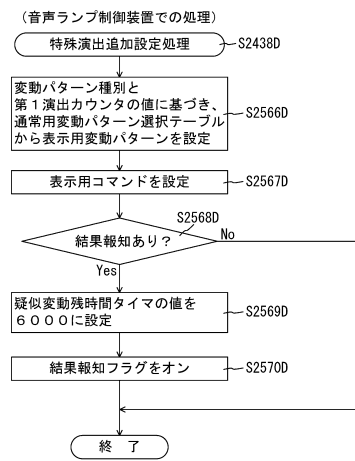 （音声ランプ制御装置での処理）
特殊演出追加設定処理
S2438D
変動パターン種別と
第１演出カウンタの値に基づき、
通常用変動パターン選択テーブル
から表示用変動パターンを設定
S2566D
表示用コマンドを設定
S2567D
S2568D
結果報知あり？
No
Yes
疑似変動残時間タイマの値を
６０００に設定
S2569D
結果報知フラグをオン
S2570D
終　了